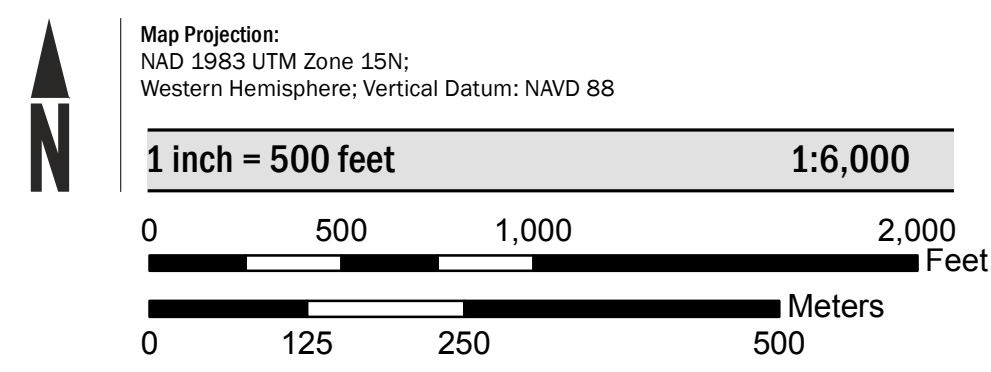 N
Map Projection:
NAD 1983 UTM Zone 15N;
Western Hemisphere; Vertical Datum: NAVD 88
1 inch = 500 feet 1:6,000
0 500 1,000 2,000
Feet
Meters
0 125 250 500